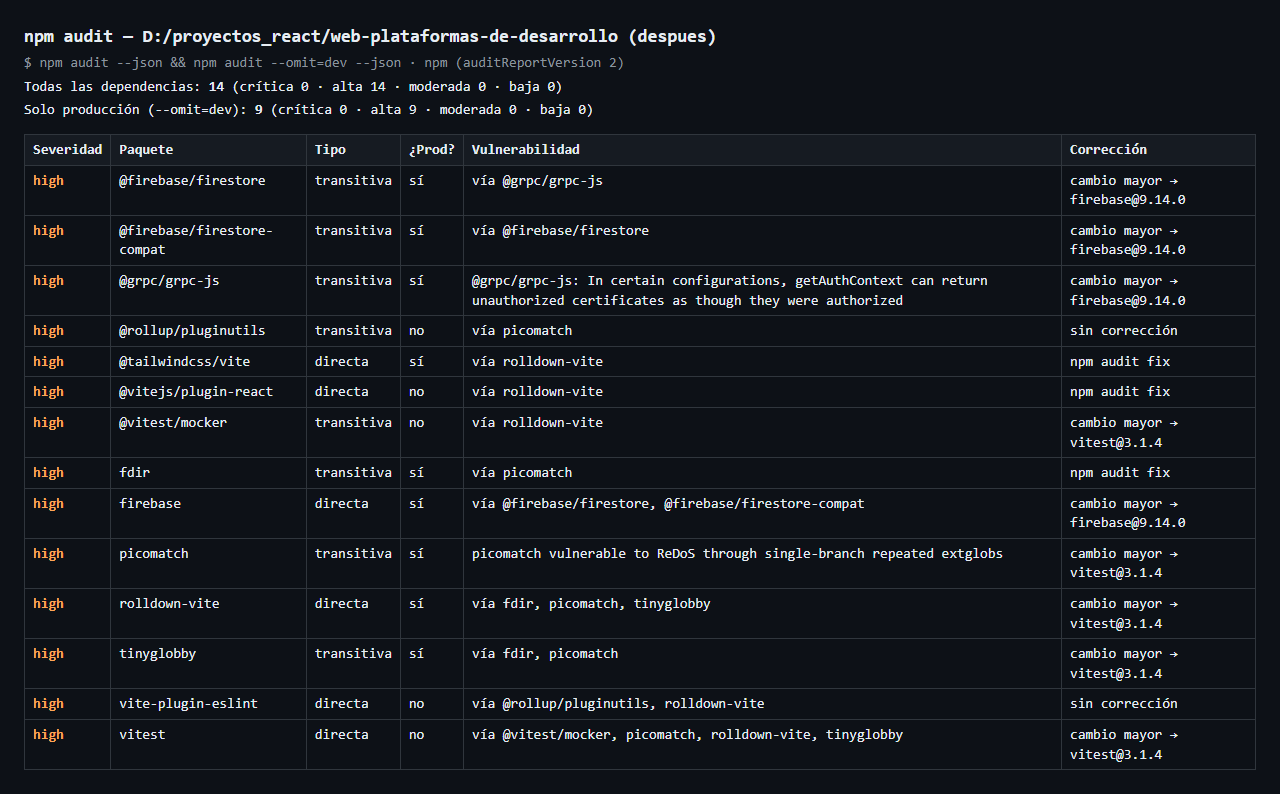 npm audit — D:/proyectos_react/web-plataformas-de-desarrollo (despues)
$ npm audit --json && npm audit --omit=dev --json · npm (auditReportVersion 2)
Todas las dependencias: 14 (crítica 0 · alta 14 · moderada 0 · baja 0)
Solo producción (--omit=dev): 9 (crítica 0 · alta 9 · moderada 0 · baja 0)
Severidad Paquete Tipo ¿Prod? Vulnerabilidad Corrección
high @firebase/firestore transitiva sí vía @grpc/grpc-js cambio mayor →
firebase@9.14.0
high @firebase/firestore- transitiva sí vía @firebase/firestore cambio mayor →
compat firebase@9.14.0
high @grpc/grpc-js transitiva sí @grpc/grpc-js: In certain configurations, getAuthContext can return cambio mayor →
unauthorized certificates as though they were authorized firebase@9.14.0
high @rollup/pluginutils transitiva no vía picomatch sin corrección
high @tailwindcss/vite directa sí vía rolldown-vite npm audit fix
high @vitejs/plugin-react directa no vía rolldown-vite npm audit fix
high @vitest/mocker transitiva no vía rolldown-vite cambio mayor →
vitest@3.1.4
high fdir transitiva sí vía picomatch npm audit fix
high firebase directa sí vía @firebase/firestore, @firebase/firestore-compat cambio mayor →
firebase@9.14.0
high picomatch transitiva sí picomatch vulnerable to ReDoS through single-branch repeated extglobs cambio mayor →
vitest@3.1.4
high rolldown-vite directa sí vía fdir, picomatch, tinyglobby cambio mayor →
vitest@3.1.4
high tinyglobby transitiva sí vía fdir, picomatch cambio mayor →
vitest@3.1.4
high vite-plugin-eslint directa no vía @rollup/pluginutils, rolldown-vite sin corrección
high vitest directa no vía @vitest/mocker, picomatch, rolldown-vite, tinyglobby cambio mayor →
vitest@3.1.4